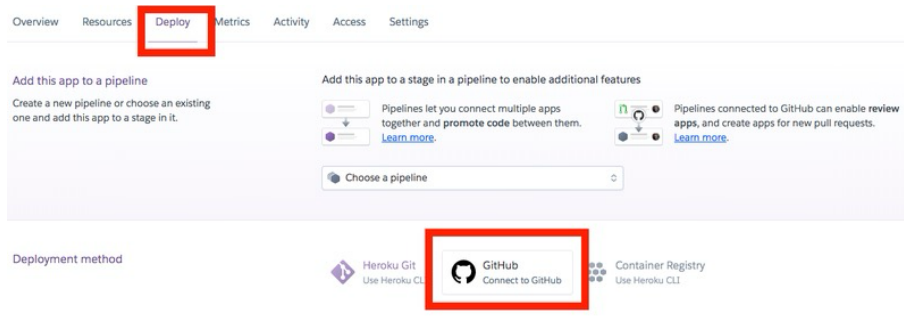 Overview Resources Deploy Metrics Activity Access Settings
Add this app to a pipeline
Create a new pipeline or choose an existing
one and add this app to a stage in it.
Add this app to a stage in a pipeline to enable additional features
Pipelines let you connect multiple apps
together and promote code between them.
Learn more.
Pipelines connected to GitHub can enable review
apps, and create apps for new pull requests.
Learn more.
Choose a pipeline
Deployment method
Heroku Git
Use Heroku CL
GitHub
Connect to GitHub
Container Registry
Use Heroku CLI